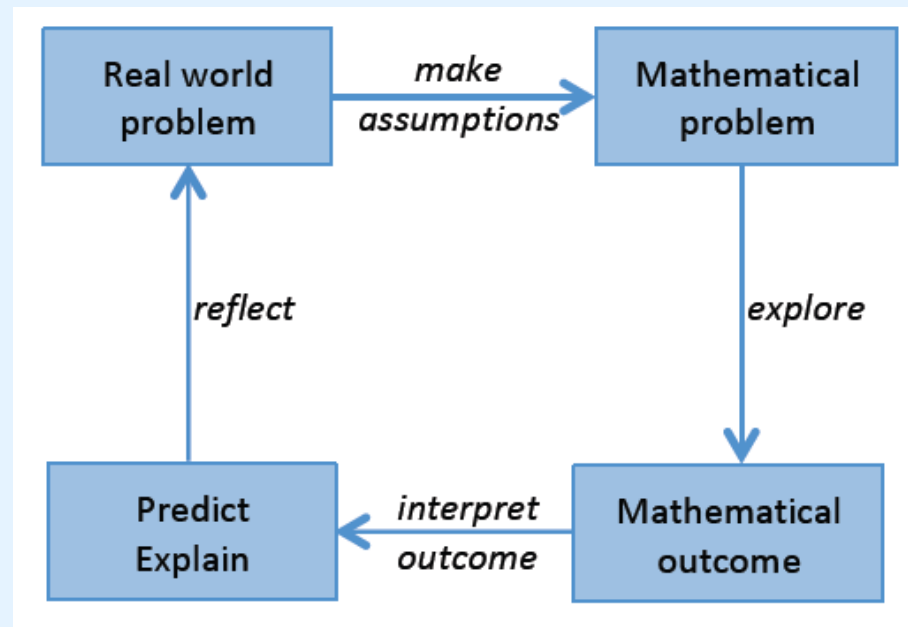 Real world
problem
make
assumptions
Mathematical
problem
reflect
explore
Predict
Explain
interpret
outcome
Mathematical
outcome